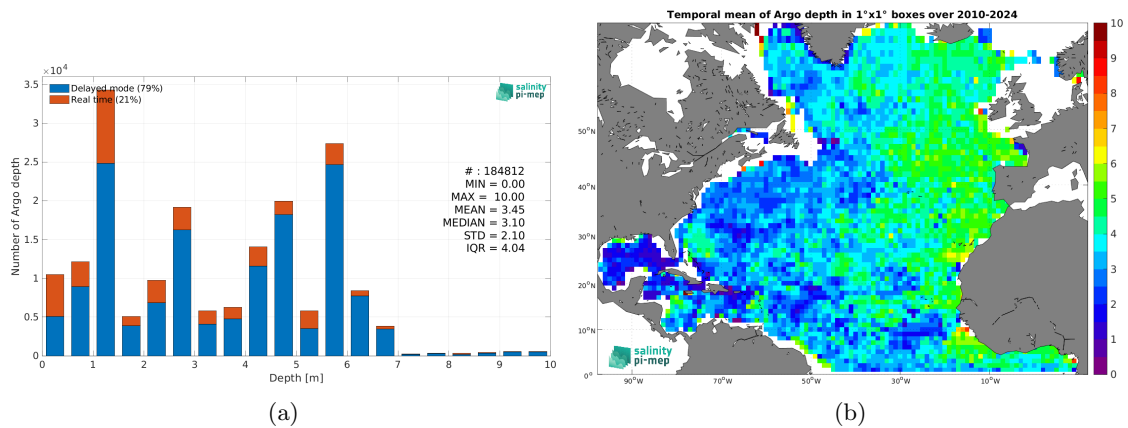 ×10⁴
3.5
3
2.5
2
1.5
1
0.5
0
Number of Argo depth
Delayed mode (79%)
Real time (21%)
salinity
pi-mep
# : 184812
MIN = 0.00
MAX = 10.00
MEAN = 3.45
MEDIAN = 3.10
STD = 2.10
IQR = 4.04
0 1 2 3 4 5 6 7 8 9 10
Depth [m]
(a)
Temporal mean of Argo depth in 1°x1° boxes over 2010-2024
50°N
40°N
30°N
20°N
10°N
0°
90°W 70°W 50°W 30°W 10°W
salinity
pi-mep
10
9
8
7
6
5
4
3
2
1
0
(b)